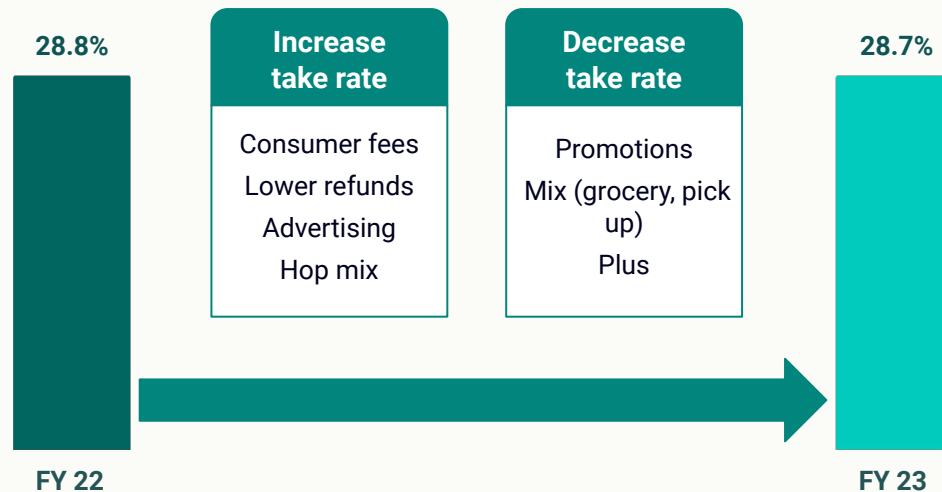 28.8%
Increase
take rate
Consumer fees
Lower refunds
Advertising
Hop mix
Decrease
take rate
Promotions
Mix (grocery, pick
up)
Plus
28.7%
FY 22
FY 23